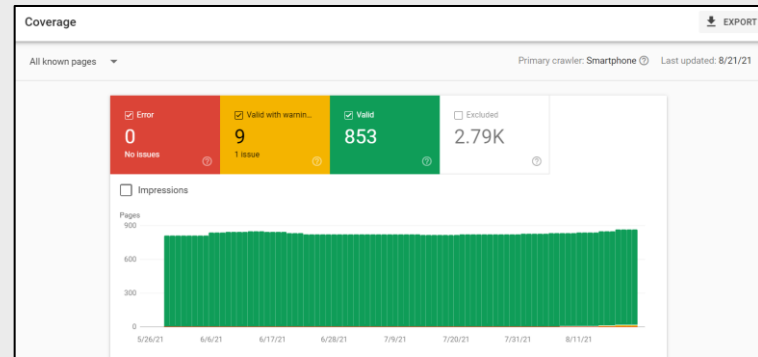 Coverage
EXPORT
All known pages
Primary crawler: Smartphone Last updated: 8/21/21
Error
0
No issues
Valid with warnin...
9
1 issue
Valid
853
Excluded
2.79K
Impressions
Pages
900
600
300
0
5/26/21 6/6/21 6/17/21 6/28/21 7/9/21 7/20/21 7/31/21 8/11/21